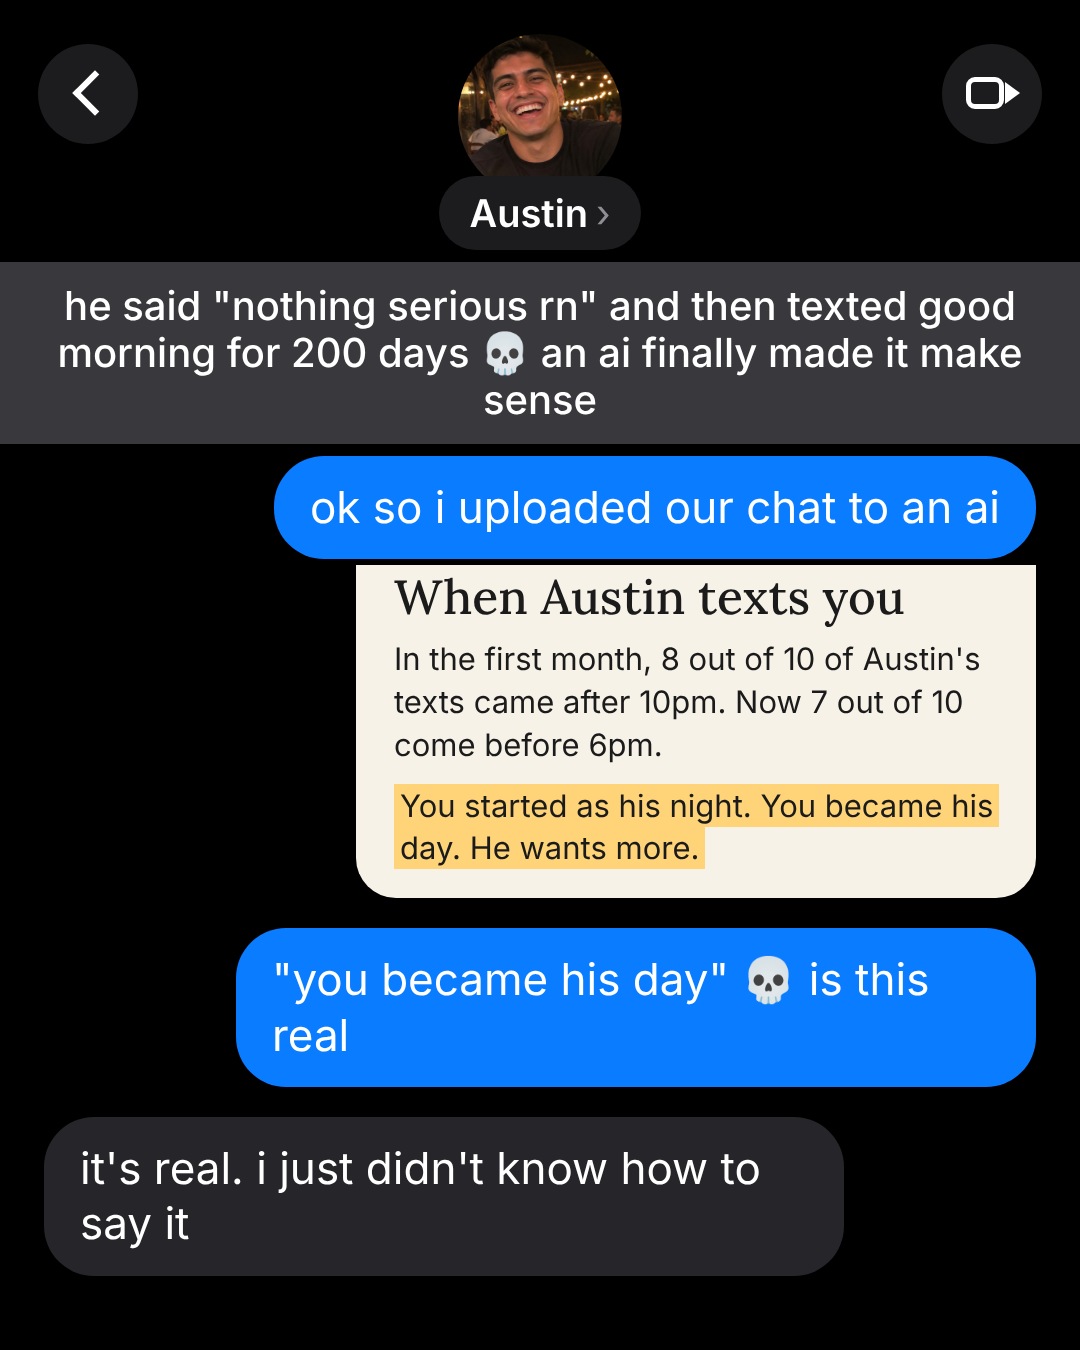 Austin ›
he said "nothing serious rn" and then texted good
morning for 200 days 💀 an ai finally made it make
sense
ok so i uploaded our chat to an ai
When Austin texts you
In the first month, 8 out of 10 of Austin's
texts came after 10pm. Now 7 out of 10
come before 6pm.
You started as his night. You became his
day. He wants more.
"you became his day" 💀 is this
real
it's real. i just didn't know how to
say it